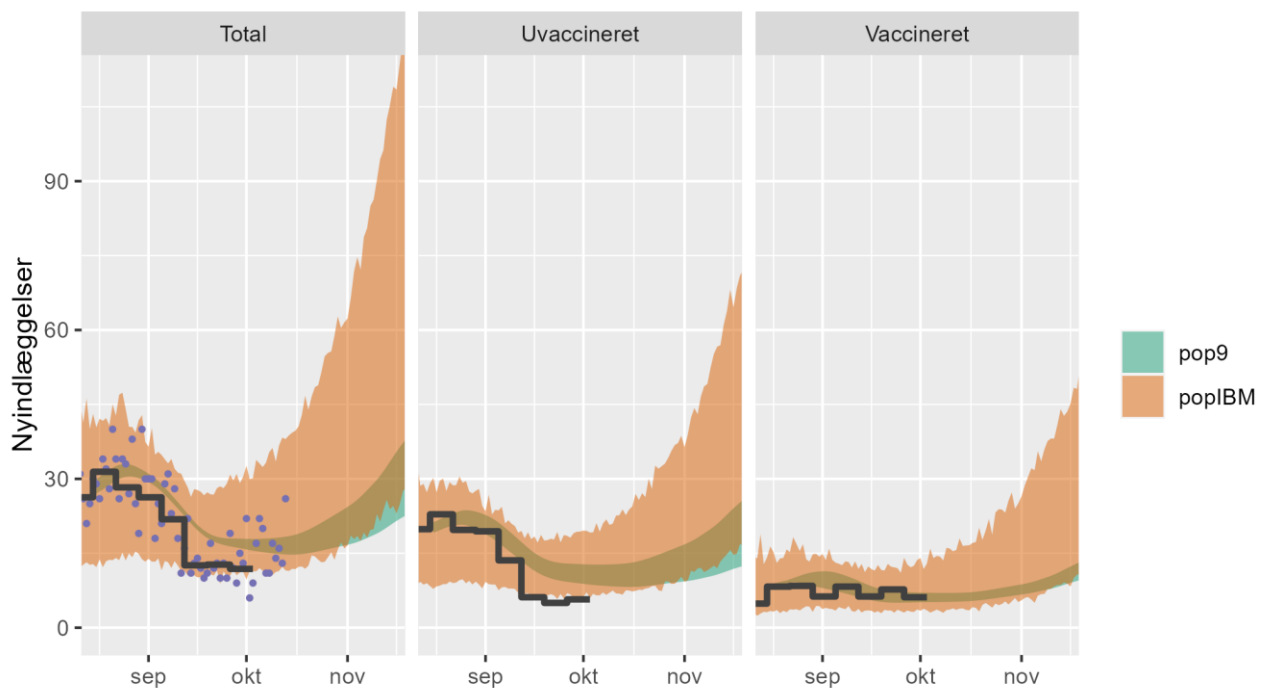 Total
Uvaccineret
Vaccineret
Nyindlæggelser
90
60
30
0
sep
okt
nov
sep
okt
nov
sep
okt
nov
pop9
popIBM